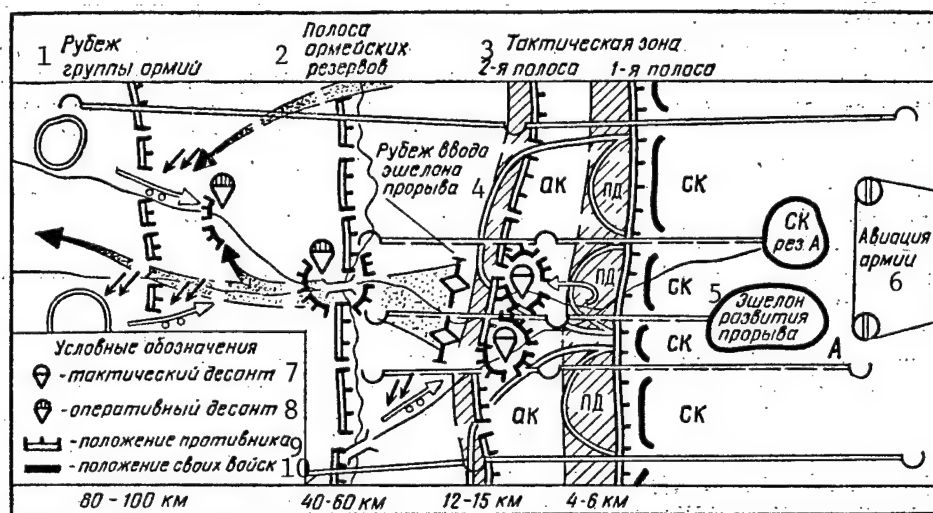 1 Рубеж
группы армий
2 Полоса
армейских
резервов
3 Тактическая зона
2-я полоса 1-я полоса
Рубеж ввода
эшелона
прорыва 4
ак
ПД
СК
СК
рез. А
Авиация
армии
6
ПД
СК
5
Эшелон
развития
прорыва
СК
А
ак
ПД
СК
Условные обозначения
-тактический десант 7
-оперативный десант 8
-положение противника 9
-положение своих войск 10
80-100 км 40-60 км 12-15 км 4-6 км